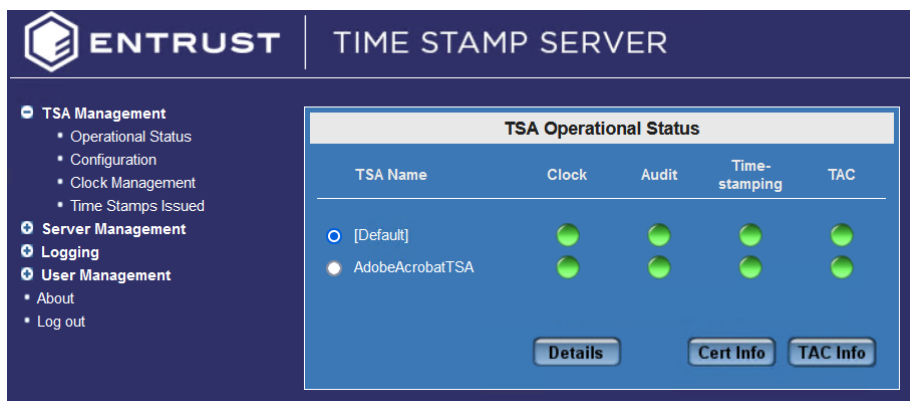 ENTRUST TIME STAMP SERVER
TSA Management
Operational Status
Configuration
Clock Management
Time Stamps Issued
Server Management
Logging
User Management
About
Log out
TSA Operational Status
TSA Name Clock Audit Time-stamping TAC
[Default]
AdobeAcrobatTSA
Details Cert Info TAC Info